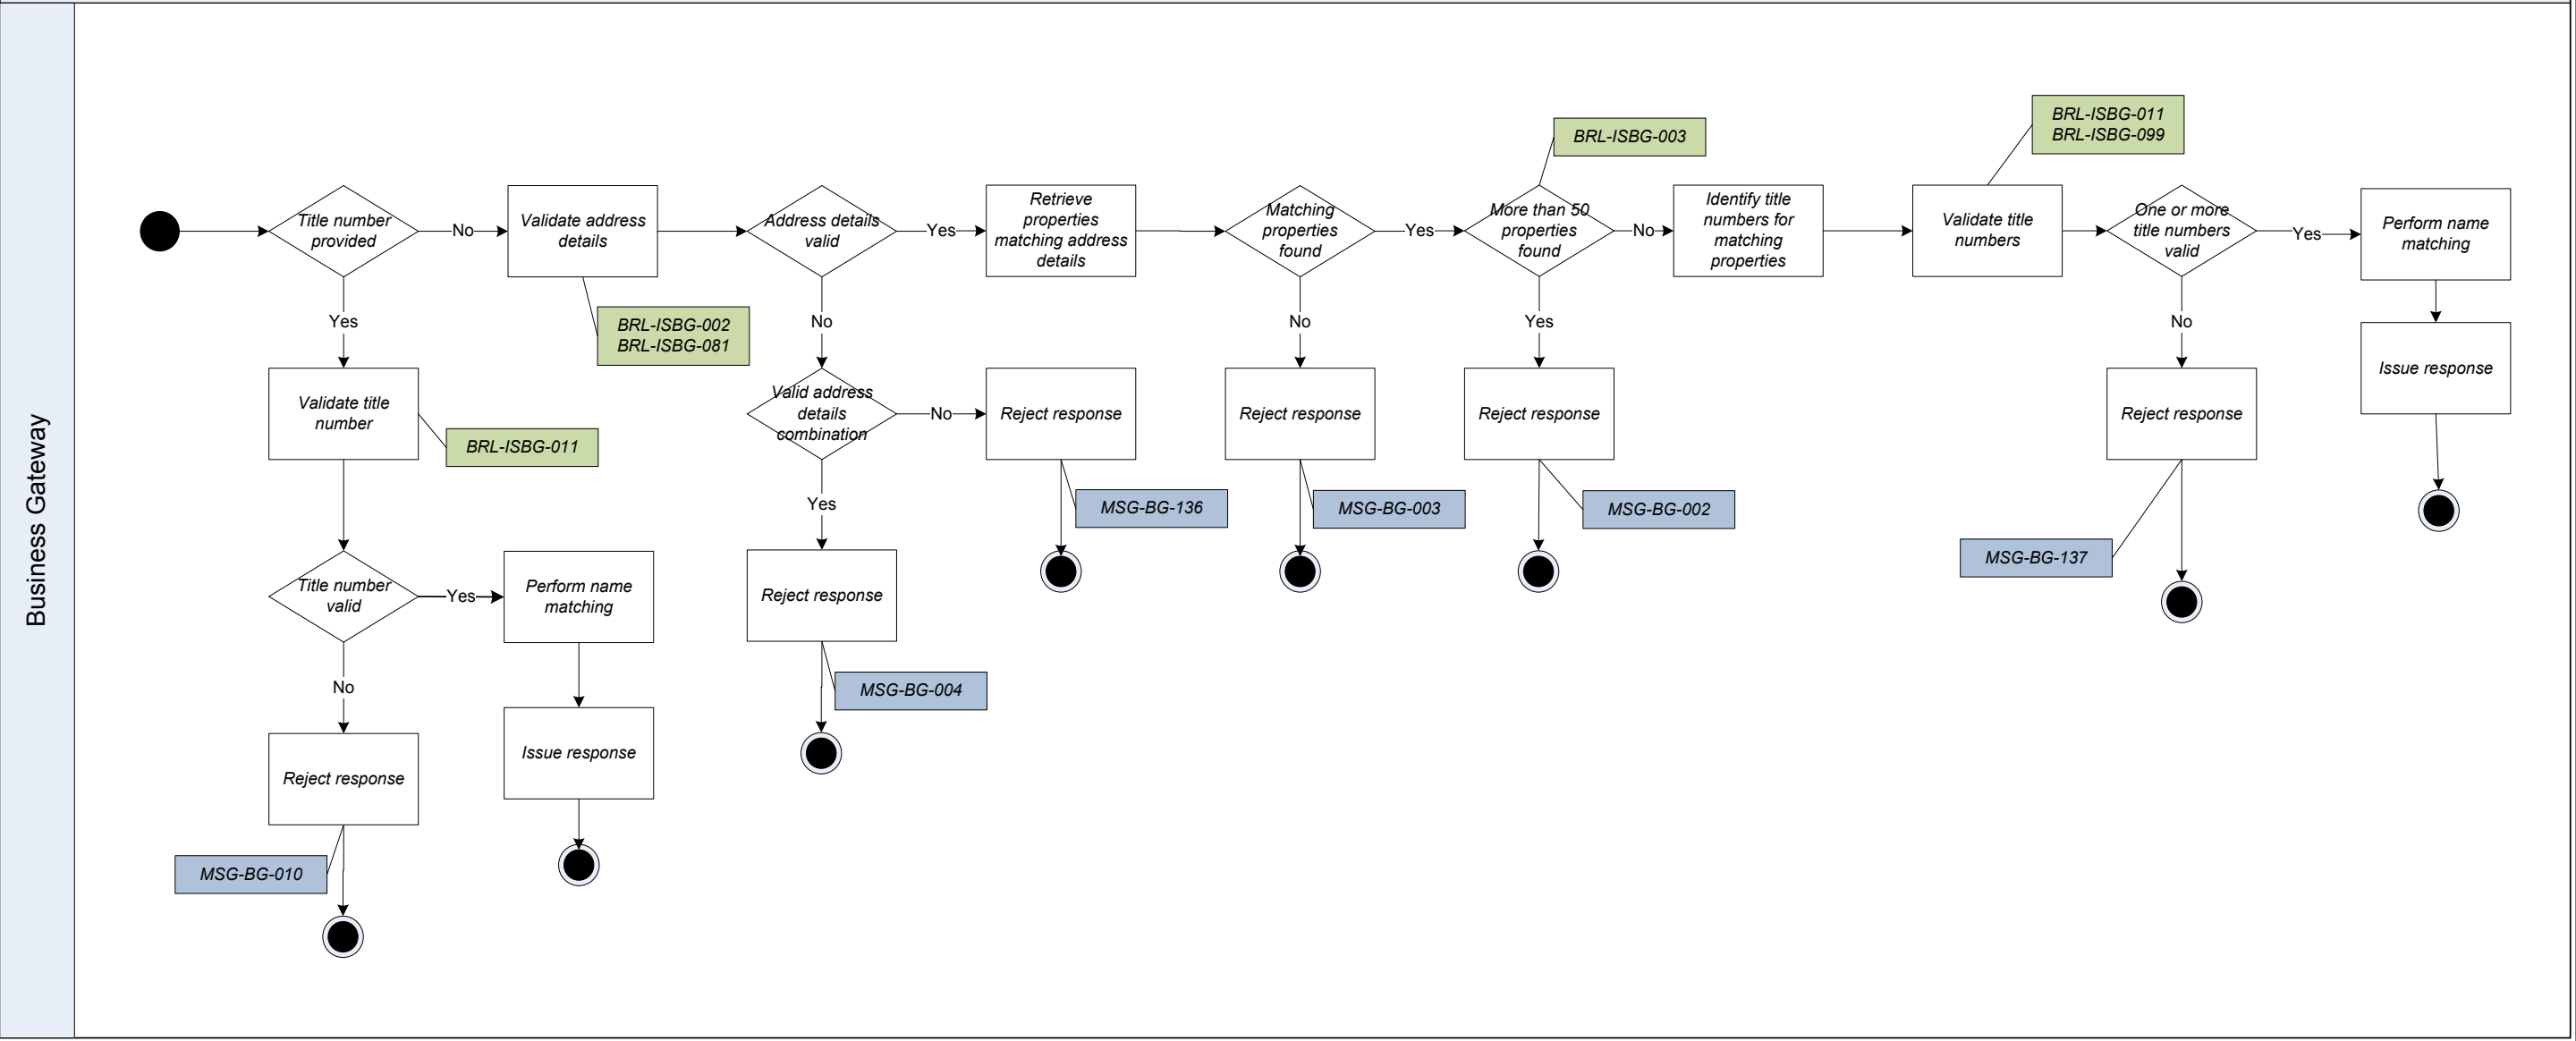 Business Gateway
Title number
provided
No
Validate address
details
BRL-ISBG-002
BRL-ISBG-081
Address details
valid
Yes
Retrieve
properties
matching address
details
Matching
properties
found
Yes
BRL-ISBG-003
More than 50
properties
found
No
Identify title
numbers for
matching
properties
BRL-ISBG-011
BRL-ISBG-099
Validate title
numbers
One or more
title numbers
valid
Yes
Perform name
matching
Issue response
Yes
Validate title
number
BRL-ISBG-011
Title number
valid
Yes
Perform name
matching
Issue response
No
Reject response
MSG-BG-010
No
Valid address
details
combination
No
Reject response
MSG-BG-136
Yes
Reject response
MSG-BG-004
No
Reject response
MSG-BG-003
Yes
Reject response
MSG-BG-002
No
Reject response
MSG-BG-137